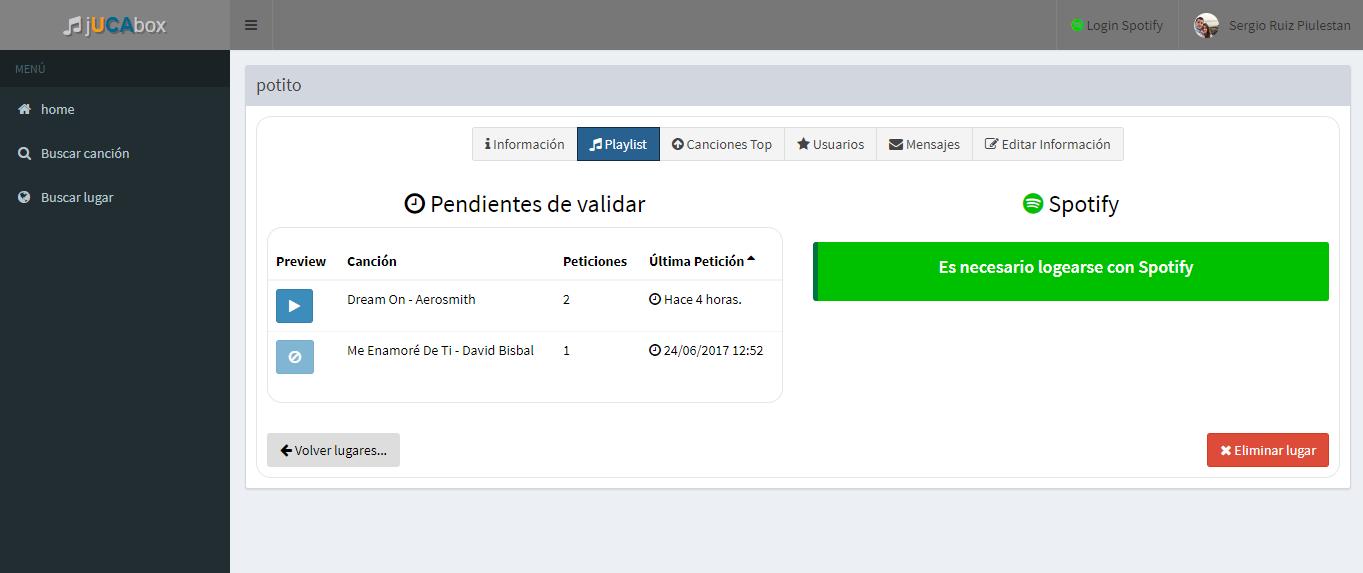 jUCAbox
Login Spotify
Sergio Ruiz Piulestan
MENÚ
home
Buscar canción
Buscar lugar
potito
Información
Playlist
Canciones Top
Usuarios
Mensajes
Editar Información
Pendientes de validar
Preview Canción Peticiones Última Petición
Dream On - Aerosmith 2 Hace 4 horas.
Me Enamoré De Ti - David Bisbal 1 24/06/2017 12:52
Spotify
Es necesario logearse con Spotify
Volver lugares...
Eliminar lugar